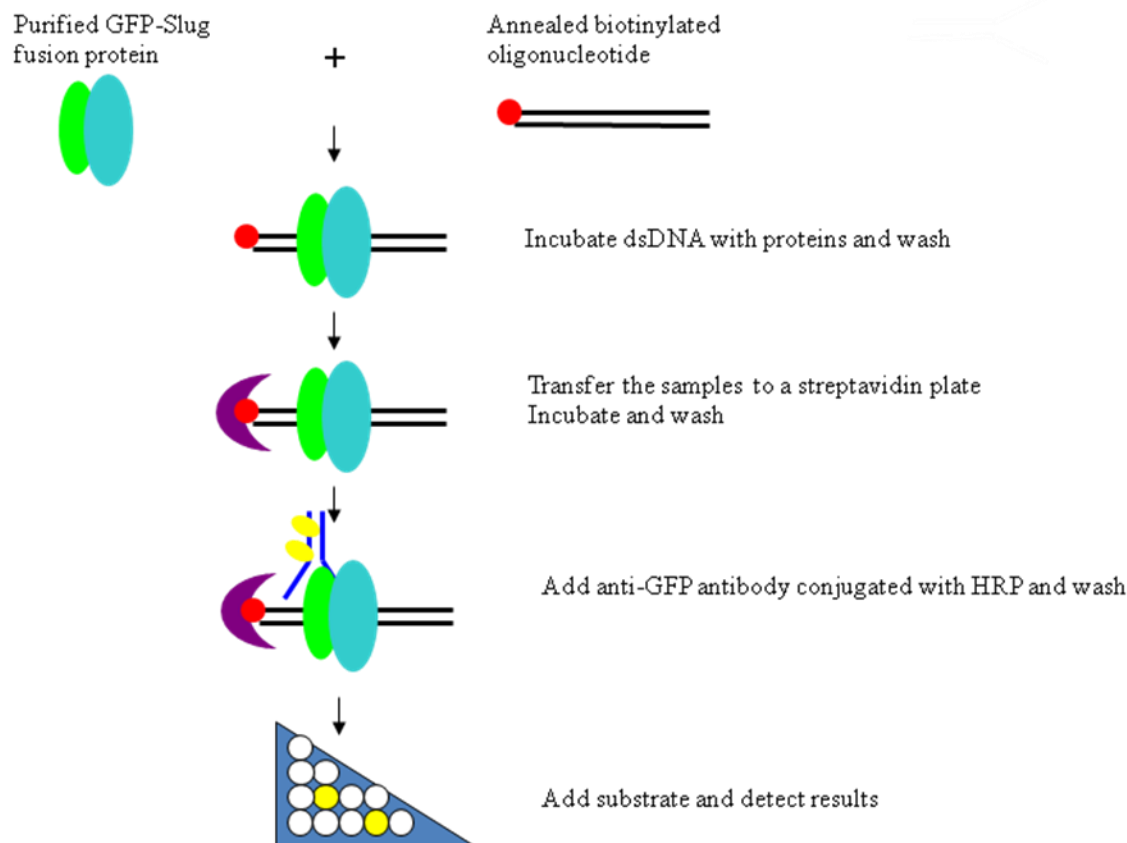 Purified GFP-Slug
fusion protein
+
Annealed biotinylated
oligonucleotide
Incubate dsDNA with proteins and wash
Transfer the samples to a streptavidin plate
Incubate and wash
Add anti-GFP antibody conjugated with HRP and wash
Add substrate and detect results